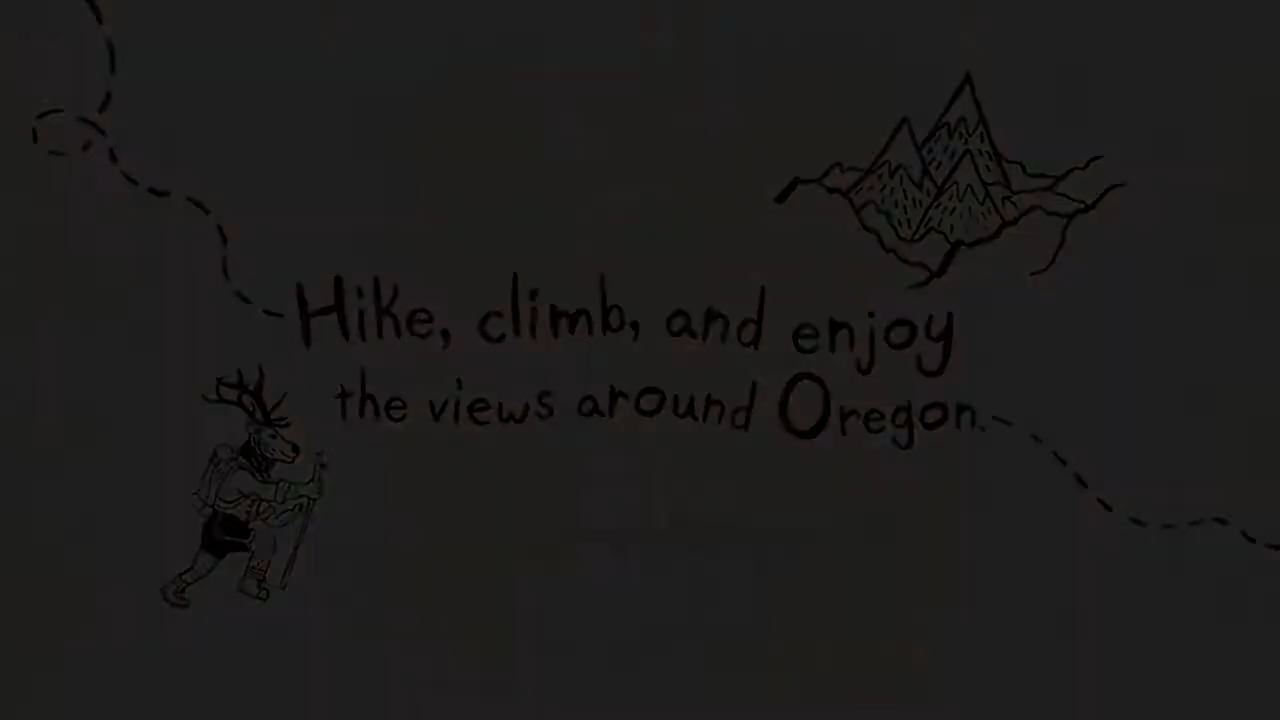 Hike, climb, and enjoy
the views around Oregon.